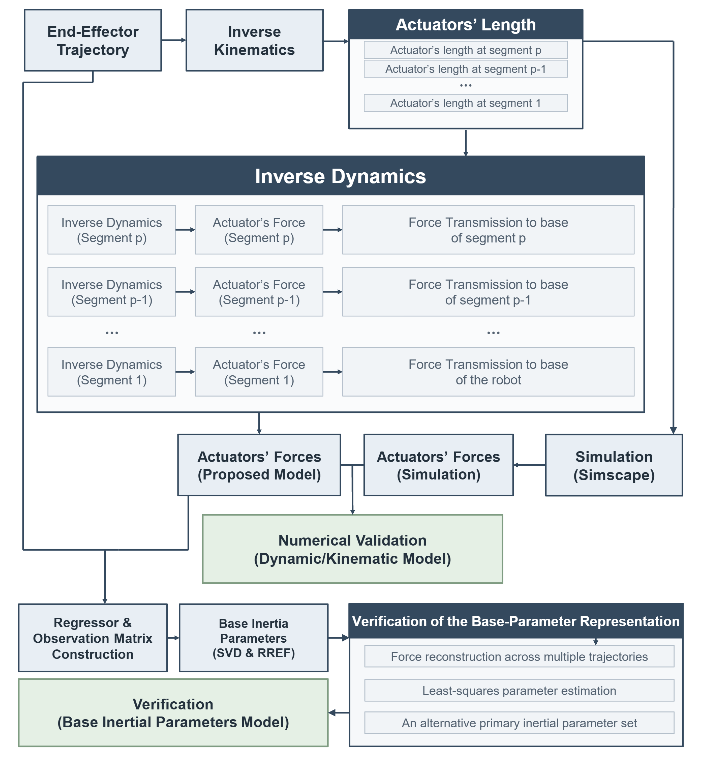 End-Effector
Trajectory
Inverse
Kinematics
Actuators' Length
Actuator's length at segment p
Actuator's length at segment p-1
...
Actuator's length at segment 1
Inverse Dynamics
Inverse Dynamics
(Segment p)
Actuator's Force
(Segment p)
Force Transmission to base
of segment p
Inverse Dynamics
(Segment p-1)
Actuator's Force
(Segment p-1)
Force Transmission to base
of segment p-1
...
...
...
Inverse Dynamics
(Segment 1)
Actuator's Force
(Segment 1)
Force Transmission to base
of the robot
Actuators' Forces
(Proposed Model)
Actuators' Forces
(Simulation)
Simulation
(Simscape)
Numerical Validation
(Dynamic/Kinematic Model)
Regressor &
Observation Matrix
Construction
Base Inertia
Parameters
(SVD & RREF)
Verification of the Base-Parameter Representation
Force reconstruction across multiple trajectories
Least-squares parameter estimation
An alternative primary inertial parameter set
Verification
(Base Inertial Parameters Model)